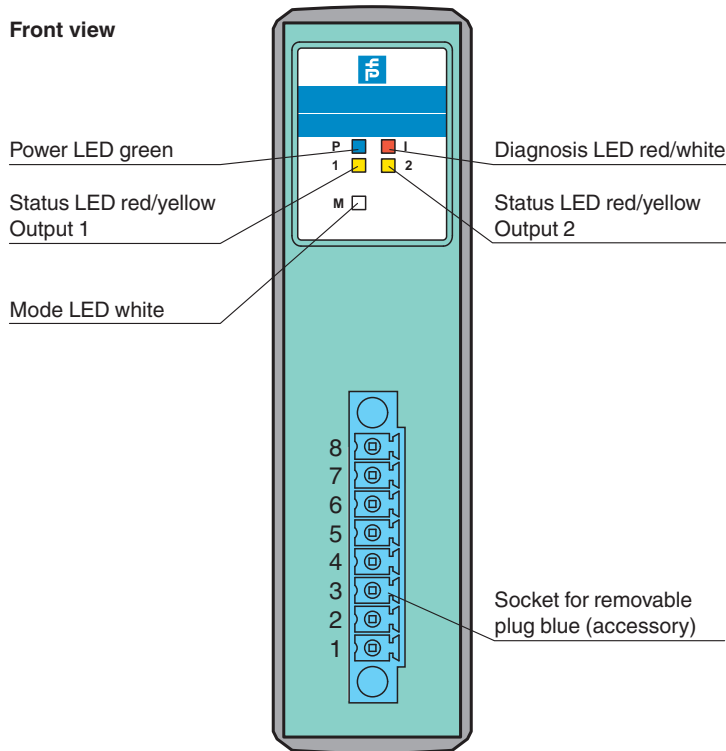 Front view
P I
Power LED green
Diagnosis LED red/white
1 2
Status LED red/yellow
Output 1
Status LED red/yellow
Output 2
M
Mode LED white
8
7
6
5
4
3
2
1
Socket for removable
plug blue (accessory)